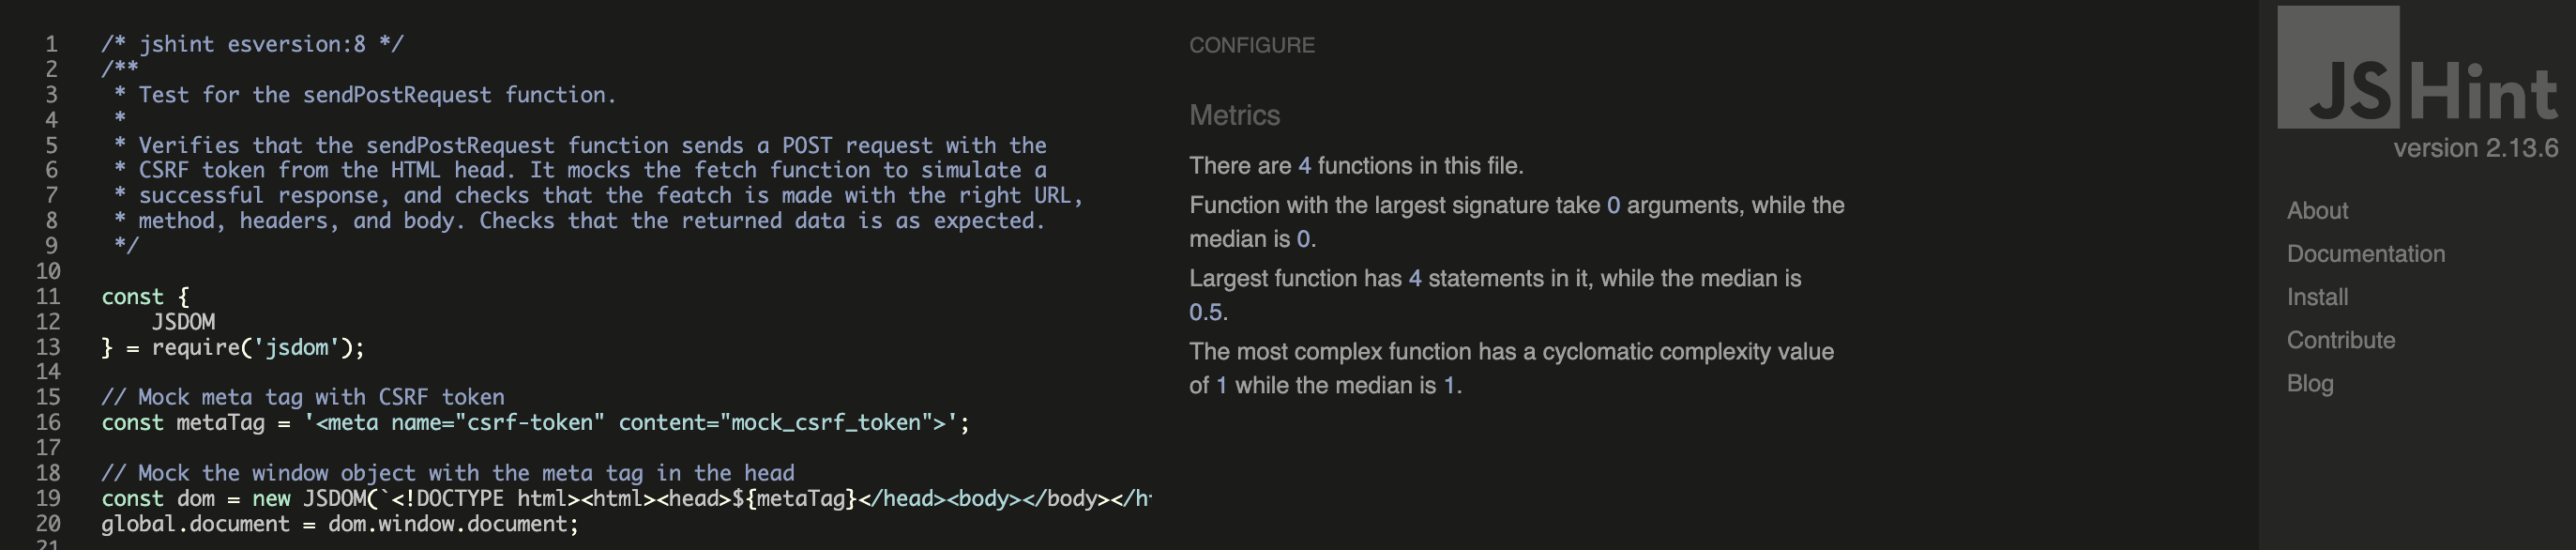 1 /* jshint esversion:8 */
2 /**
3 * Test for the sendPostRequest function.
4 *
5 * Verifies that the sendPostRequest function sends a POST request with the
6 * CSRF token from the HTML head. It mocks the fetch function to simulate a
7 * successful response, and checks that the featch is made with the right URL,
8 * method, headers, and body. Checks that the returned data is as expected.
9 */
10
11 const {
12 JSDOM
13 } = require('jsdom');
14
15 // Mock meta tag with CSRF token
16 const metaTag = '<meta name="csrf-token" content="mock_csrf_token">';
17
18 // Mock the window object with the meta tag in the head
19 const dom = new JSDOM(`<!DOCTYPE html><html><head>${metaTag}</head><body></body></h
20 global.document = dom.window.document;
21
CONFIGURE
Metrics
There are 4 functions in this file.
Function with the largest signature take 0 arguments, while the
median is 0.
Largest function has 4 statements in it, while the median is
0.5.
The most complex function has a cyclomatic complexity value
of 1 while the median is 1.
JSHint
version 2.13.6
About
Documentation
Install
Contribute
Blog